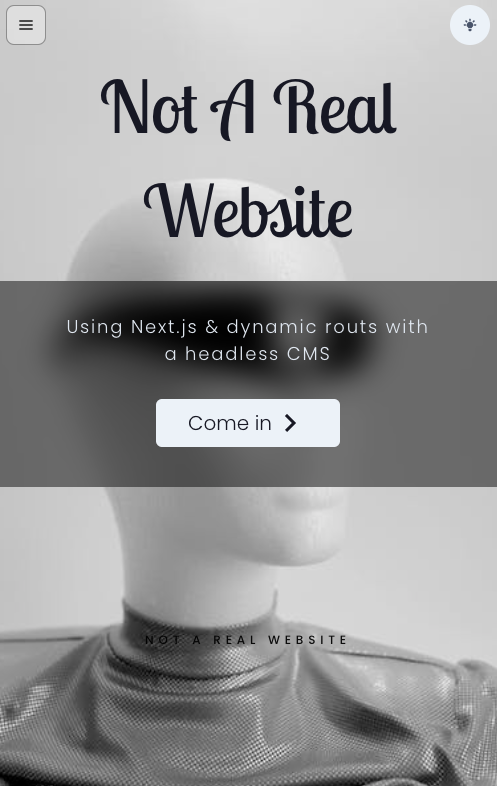 Not A Real
Website
Using Next.js & dynamic routs with
a headless CMS
Come in
NOT A REAL WEBSITE